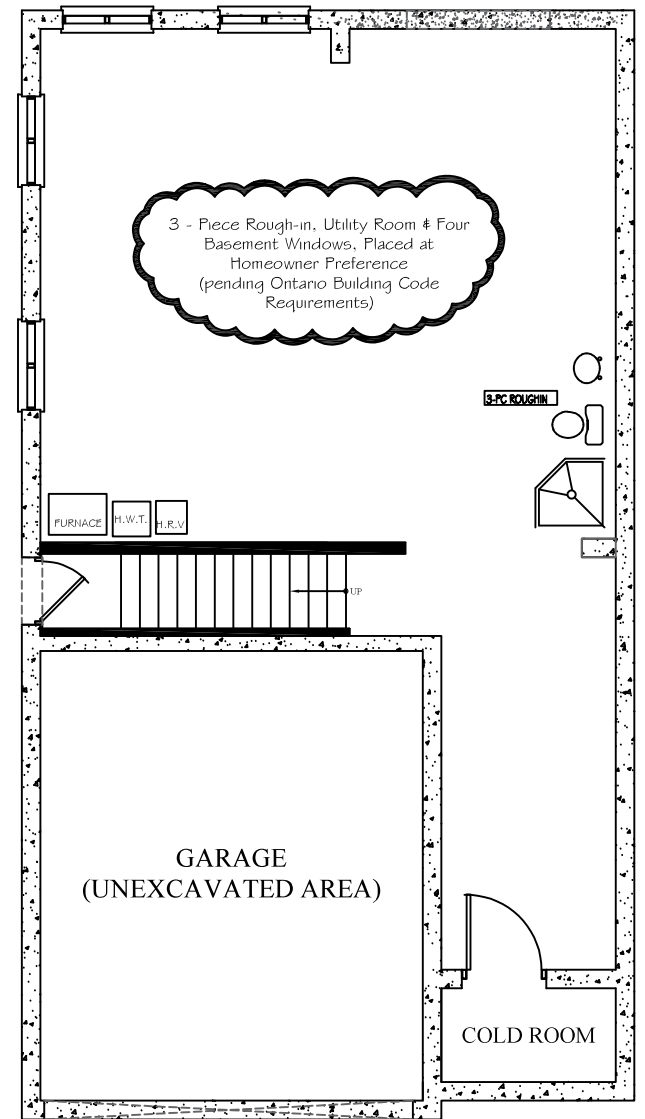 3 - Piece Rough-in, Utility Room & Four
Basement Windows, Placed at
Homeowner Preference
(pending Ontario Building Code
Requirements)
3-PC ROUGHIN
FURNACE
H.W.T.
H.R.V
UP
GARAGE
(UNEXCAVATED AREA)
COLD ROOM